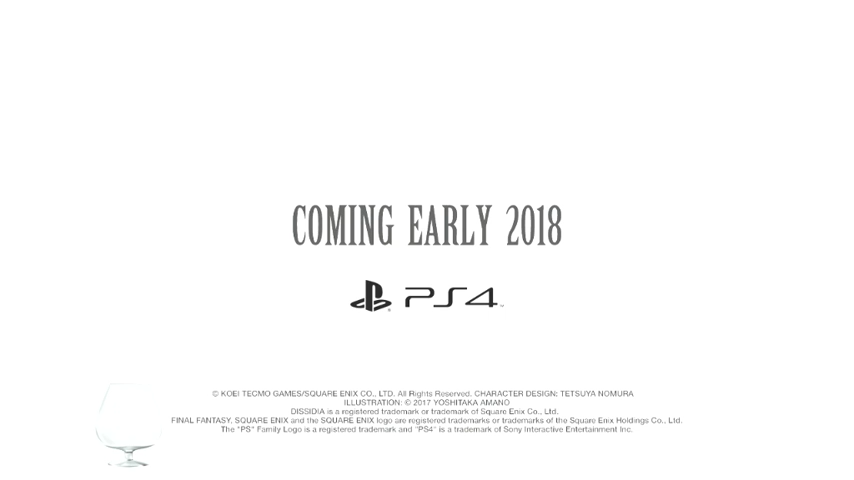 COMING EARLY 2018
PS4™
© KOEI TECMO GAMES/SQUARE ENIX CO., LTD. All Rights Reserved. CHARACTER DESIGN: TETSUYA NOMURA
ILLUSTRATION: © 2017 YOSHITAKA AMANO
DISSIDIA is a registered trademark or trademark of Square Enix Co., Ltd.
FINAL FANTASY, SQUARE ENIX and the SQUARE ENIX logo are registered trademarks or trademarks of the Square Enix Holdings Co., Ltd.
The "PS" Family Logo is a registered trademark and "PS4" is a trademark of Sony Interactive Entertainment Inc.